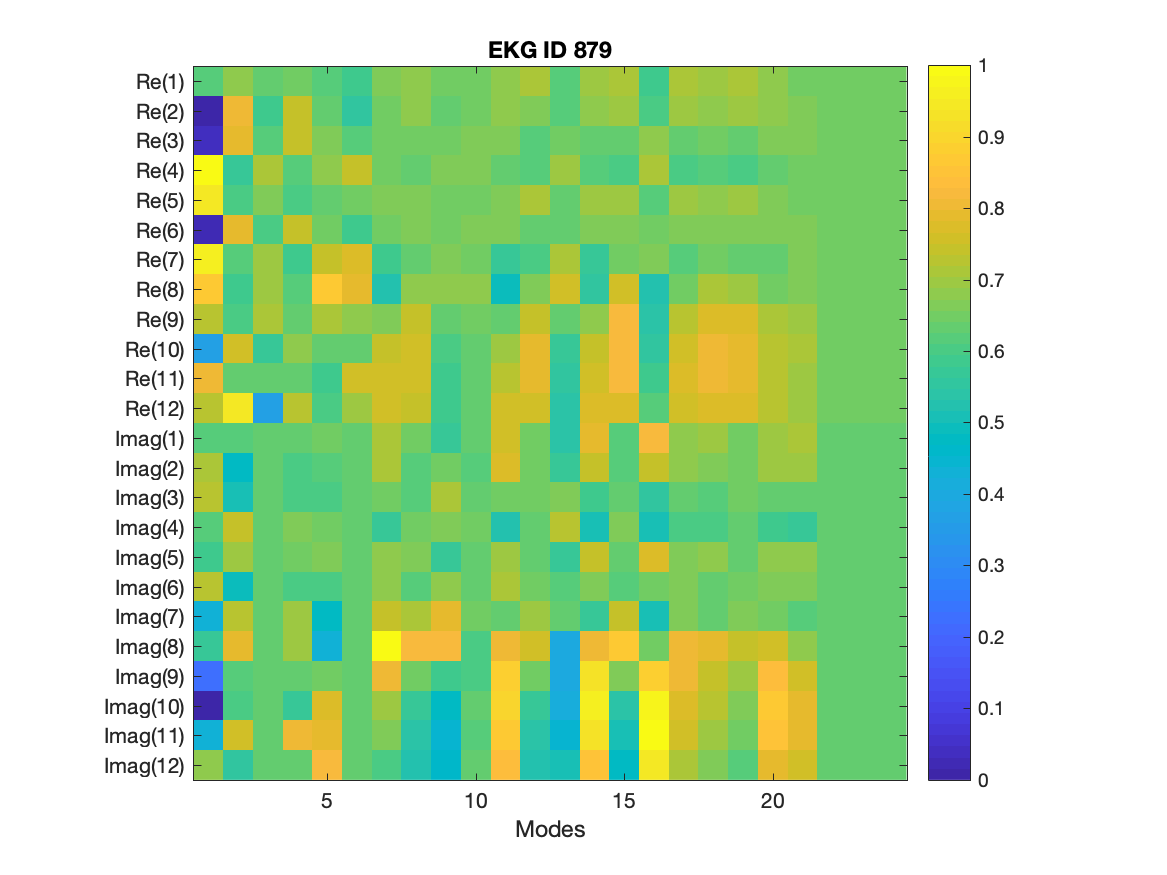 EKG ID 879
Re(1)
Re(2)
Re(3)
Re(4)
Re(5)
Re(6)
Re(7)
Re(8)
Re(9)
Re(10)
Re(11)
Re(12)
Imag(1)
Imag(2)
Imag(3)
Imag(4)
Imag(5)
Imag(6)
Imag(7)
Imag(8)
Imag(9)
Imag(10)
Imag(11)
Imag(12)
5 10 15 20
Modes
1
0.9
0.8
0.7
0.6
0.5
0.4
0.3
0.2
0.1
0